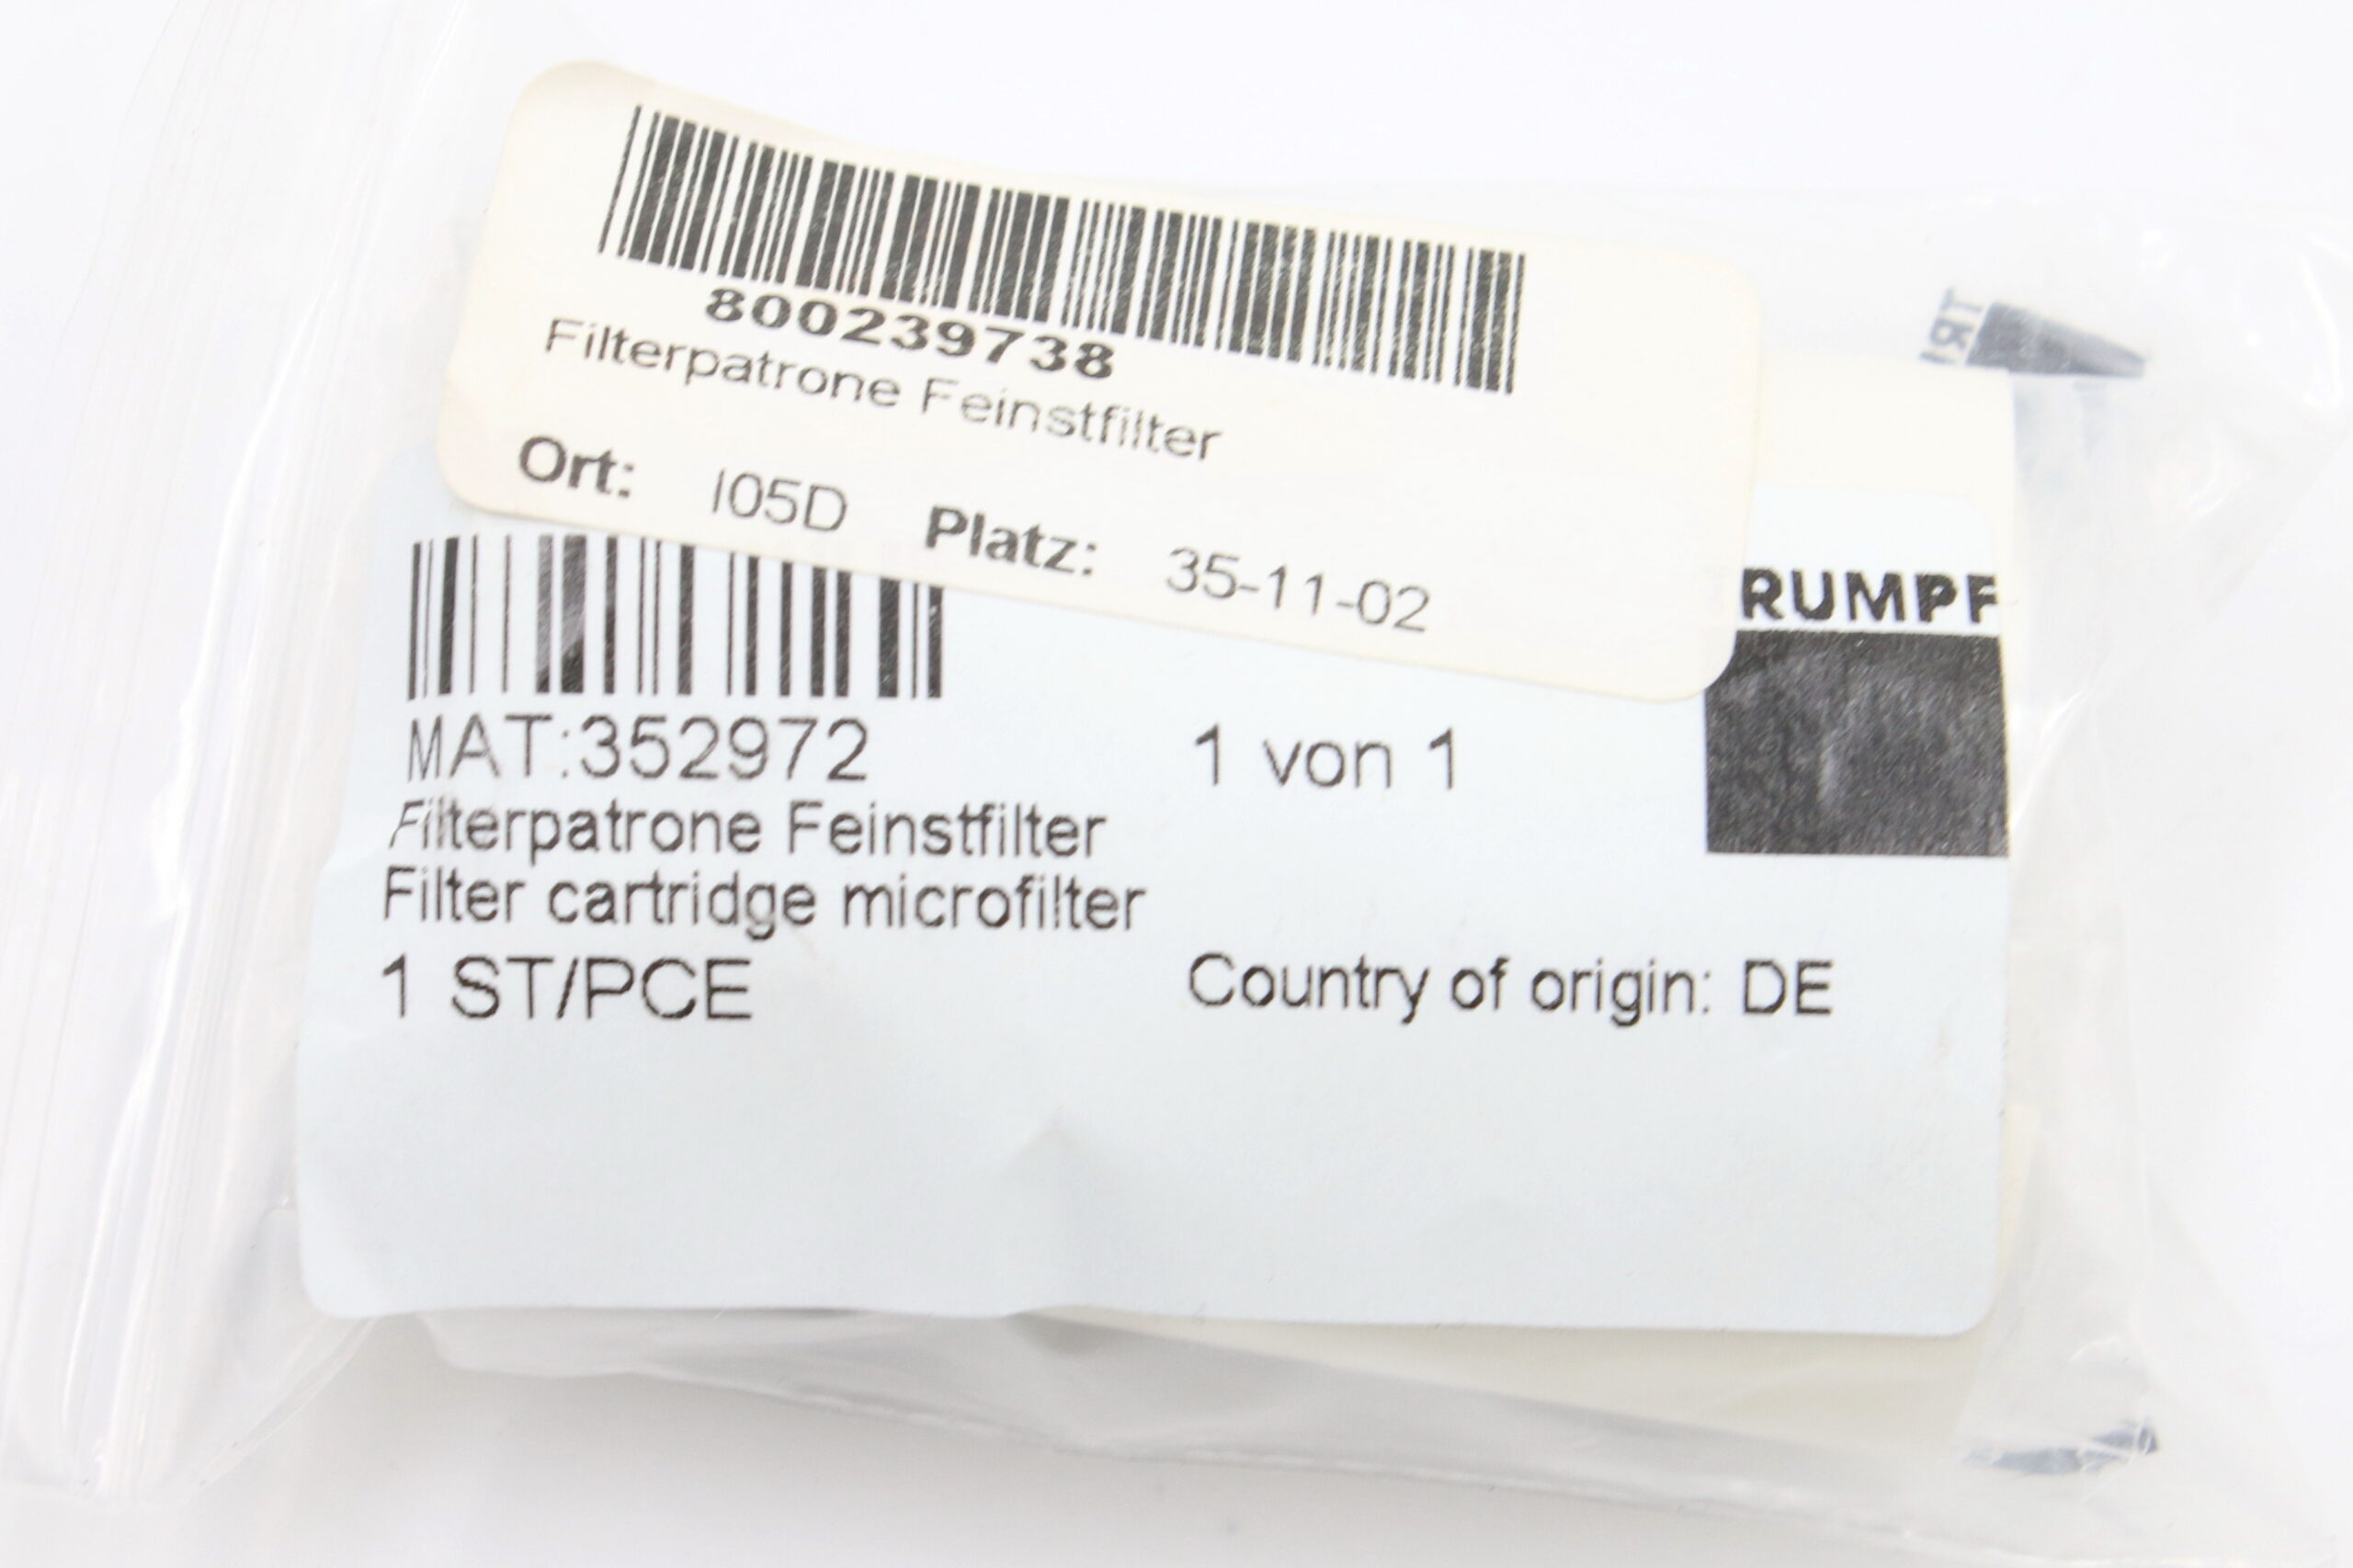 800239738
Filterpatrone Feinstfilter
Ort: I05D Platz: 35-11-02
RUMPF
MAT:352972 1 von 1
Filterpatrone Feinstfilter
Filter cartridge microfilter
1 ST/PCE Country of origin: DE